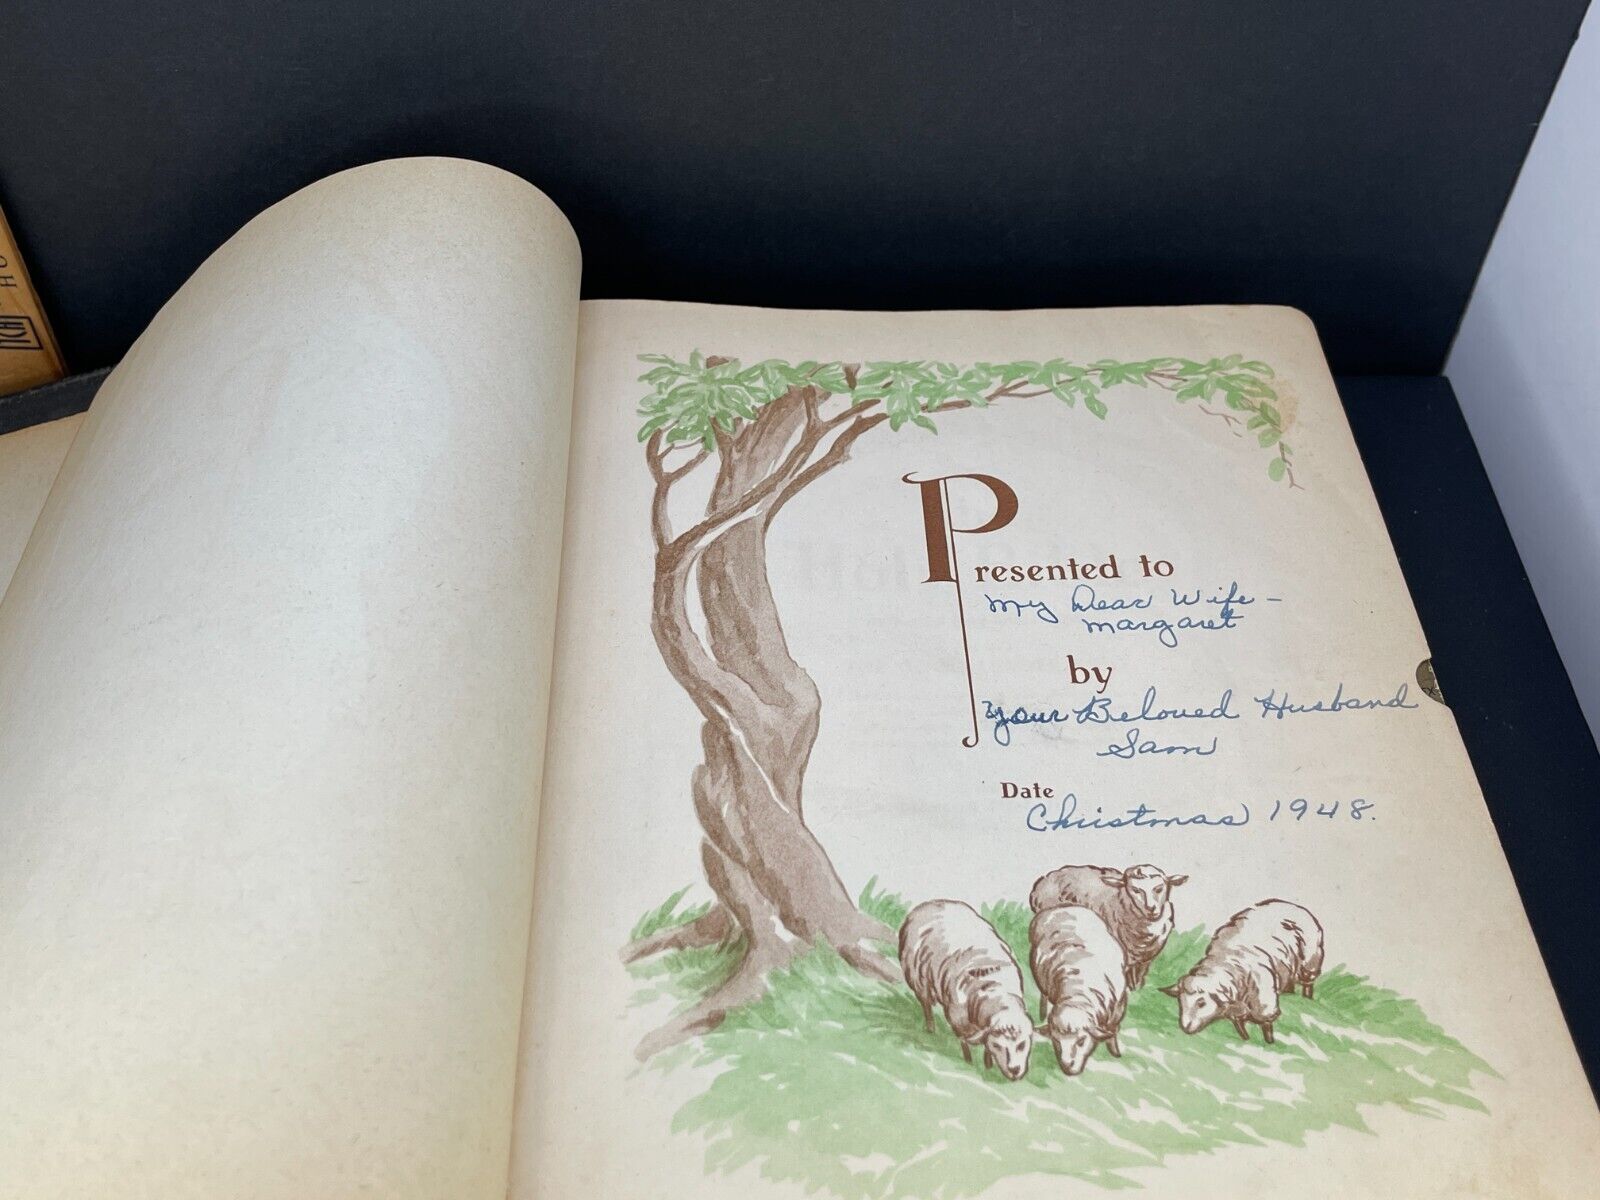 Presented to
My Dear Wife –
Margaret
by
Your Beloved Husband
Sam
Date
Christmas 1948.